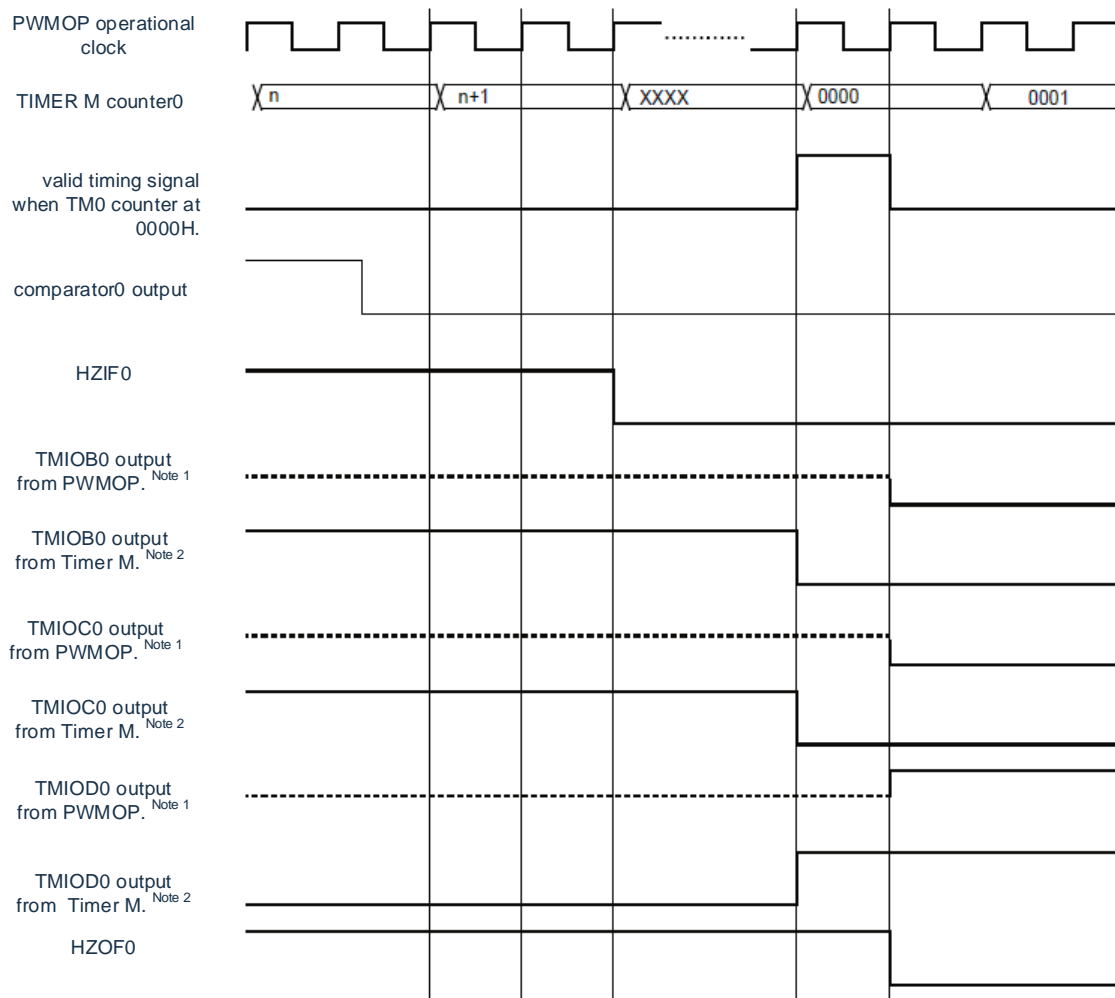 PWMOP operational
clock
TIMER M counter0
n
n+1
XXXX
0000
0001
valid timing signal
when TM0 counter at
0000H.
comparator0 output
HZIF0
TMIOB0 output
from PWMOP. Note 1
TMIOB0 output
from Timer M. Note 2
TMIOC0 output
from PWMOP. Note 1
TMIOC0 output
from Timer M. Note 2
TMIOD0 output
from PWMOP. Note 1
TMIOD0 output
from Timer M. Note 2
HZOF0